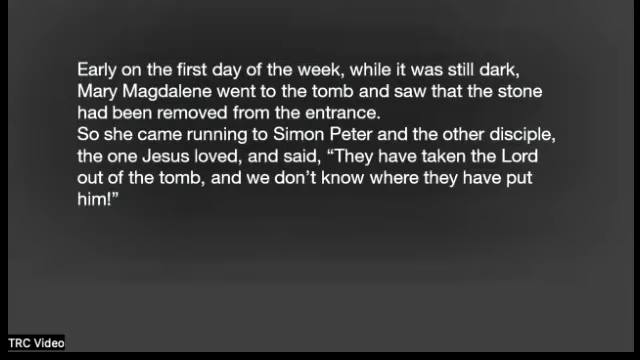 Early on the first day of the week, while it was still dark,
Mary Magdalene went to the tomb and saw that the stone
had been removed from the entrance.
So she came running to Simon Peter and the other disciple,
the one Jesus loved, and said, “They have taken the Lord
out of the tomb, and we don’t know where they have put
him!”
TRC Video